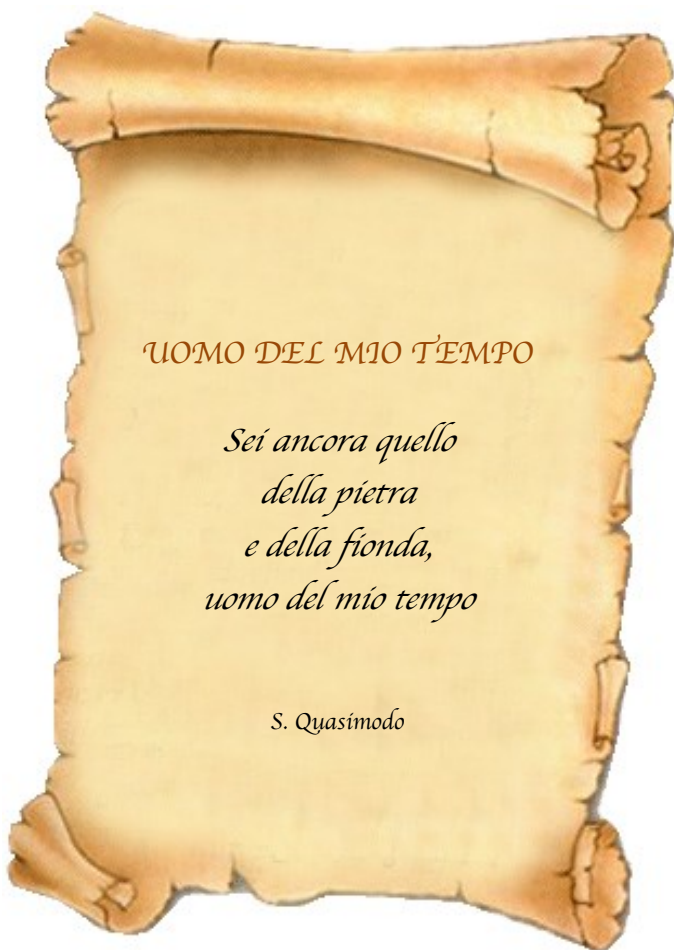 UOMO DEL MIO TEMPO
Sei ancora quello
della pietra
e della fionda,
uomo del mio tempo
S. Quasimodo